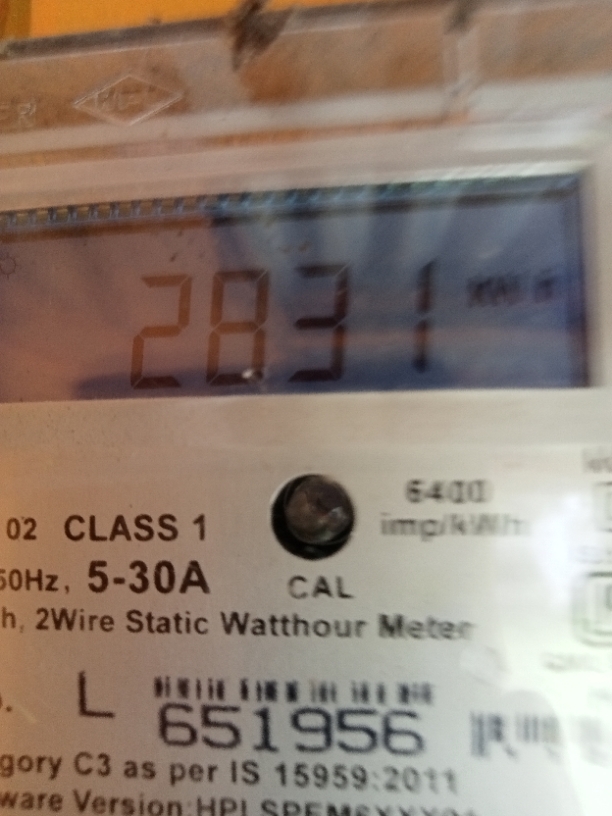 2831
02 CLASS 1
6400
imp/kWh
50Hz, 5-30A
CAL
h, 2Wire Static Watthour Meter
L
651956
gory C3 as per IS 15959:2011
ware Version: